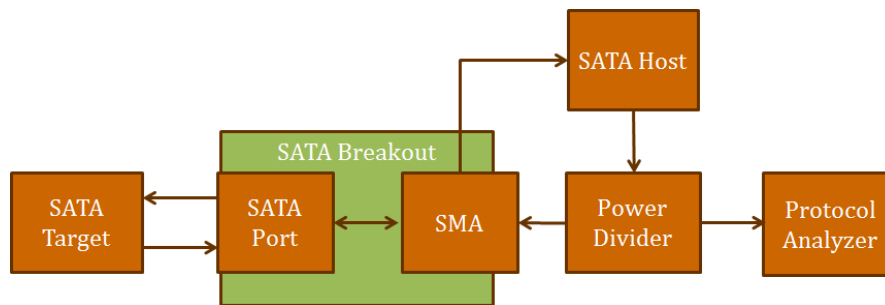 SATA Host
SATA Breakout
SATA
Target
SATA
Port
SMA
Power
Divider
Protocol
Analyzer